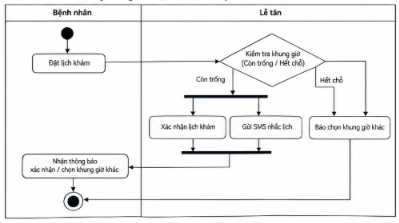 Bệnh nhân
Lễ tân
Đặt lịch khám
Kiểm tra khung giờ
(Còn trống / Hết chỗ)
Còn trống
Hết chỗ
Xác nhận lịch khám
Gửi SMS nhắc lịch
Báo chọn khung giờ khác
Nhận thông báo
xác nhận / chọn khung giờ khác